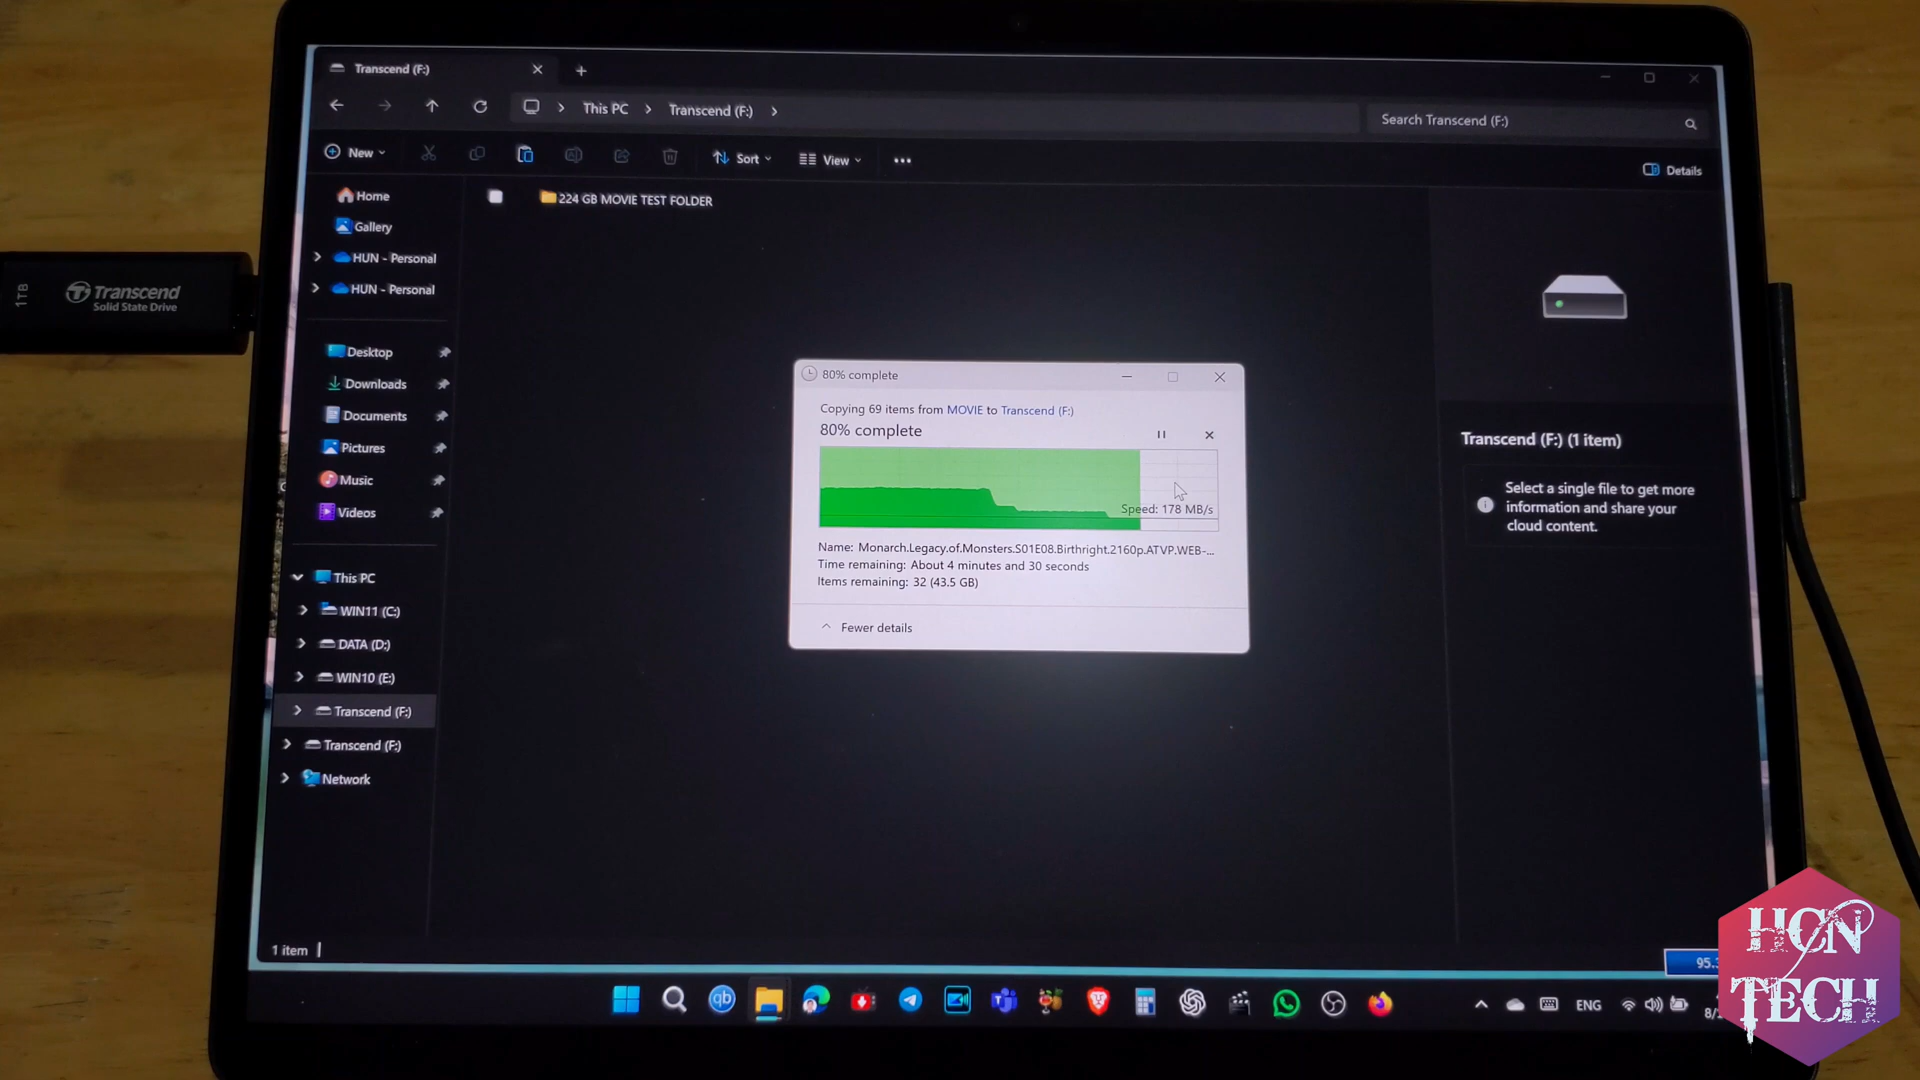 Transcend (F:)
This PC
Transcend (F:)
Search Transcend (F:)
New
Sort
View
Details
Home
Gallery
HUN - Personal
HUN - Personal
Desktop
Downloads
Documents
Pictures
Music
Videos
This PC
WIN11 (C:)
DATA (D:)
WIN10 (E:)
Transcend (F:)
Transcend (F:)
Network
224 GB MOVIE TEST FOLDER
1TB
Transcend
Solid State Drive
80% complete
Copying 69 items from MOVIE to Transcend (F:)
80% complete
Speed: 178 MB/s
Name: Monarch.Legacy.of.Monsters.S01E08.Birthright.2160p.ATVP.WEB-...
Time remaining: About 4 minutes and 30 seconds
Items remaining: 32 (43.5 GB)
Fewer details
Transcend (F:) (1 item)
Select a single file to get more
information and share your
cloud content.
1 item
qb
ENG
HCN
TECH